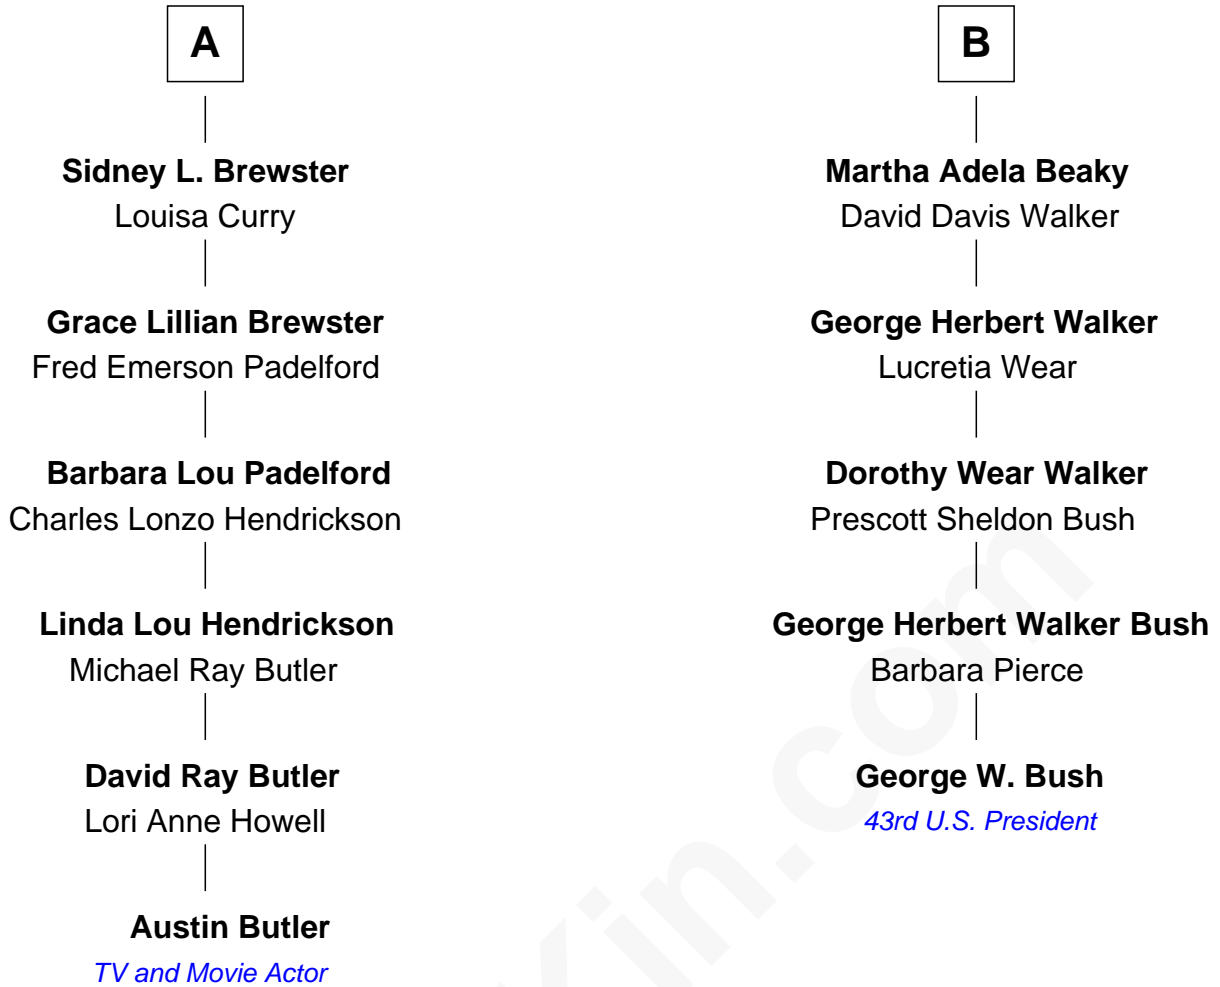 A
Sidney L. Brewster
Louisa Curry
Grace Lillian Brewster
Fred Emerson Padelford
Barbara Lou Padelford
Charles Lonzo Hendrickson
Linda Lou Hendrickson
Michael Ray Butler
David Ray Butler
Lori Anne Howell
Austin Butler
TV and Movie Actor
B
Martha Adela Beaky
David Davis Walker
George Herbert Walker
Lucretia Wear
Dorothy Wear Walker
Prescott Sheldon Bush
George Herbert Walker Bush
Barbara Pierce
George W. Bush
43rd U.S. President
Kin.com